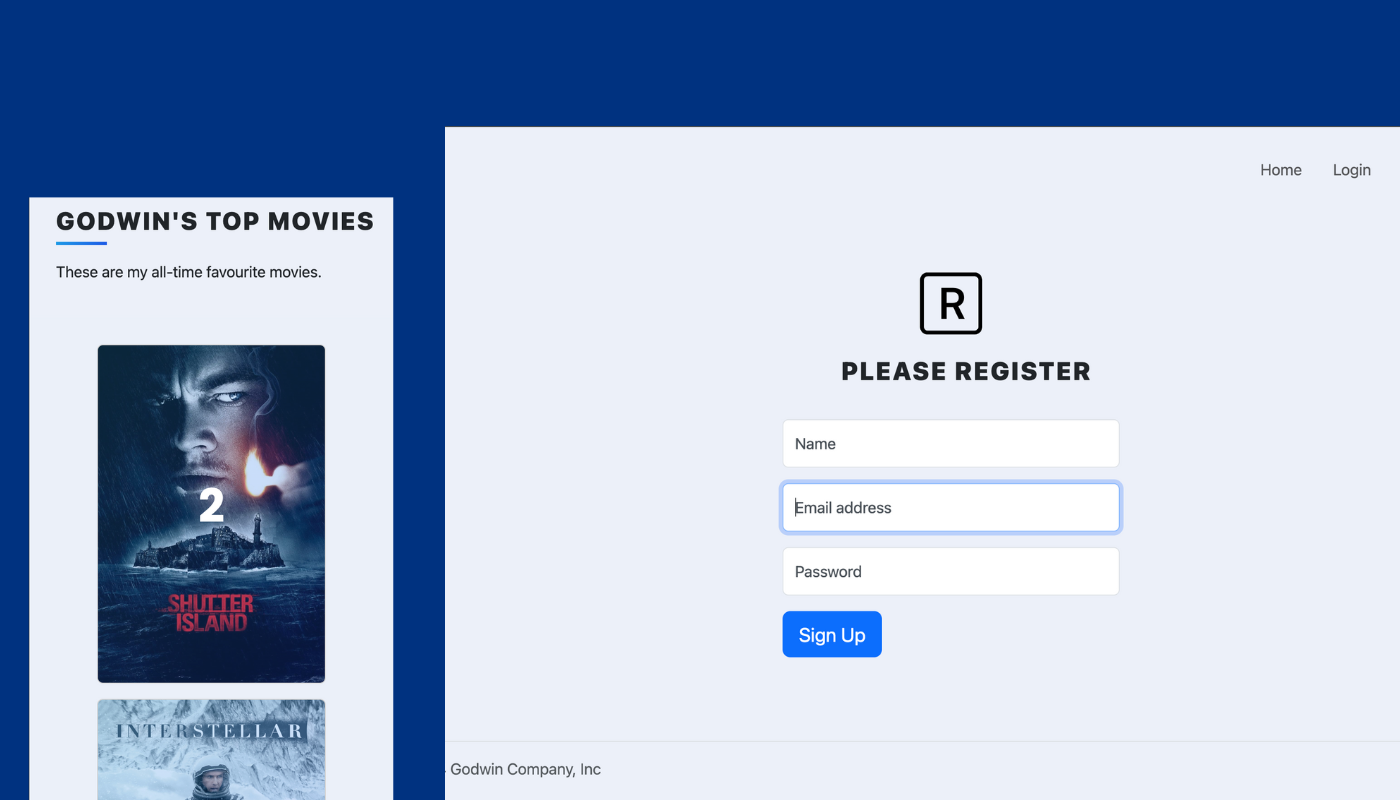 GODWIN'S TOP MOVIES
These are my all-time favourite movies.
2
SHUTTER
ISLAND
INTERSTELLAR
Home Login
R
PLEASE REGISTER
Name
Email address
Password
Sign Up
Godwin Company, Inc